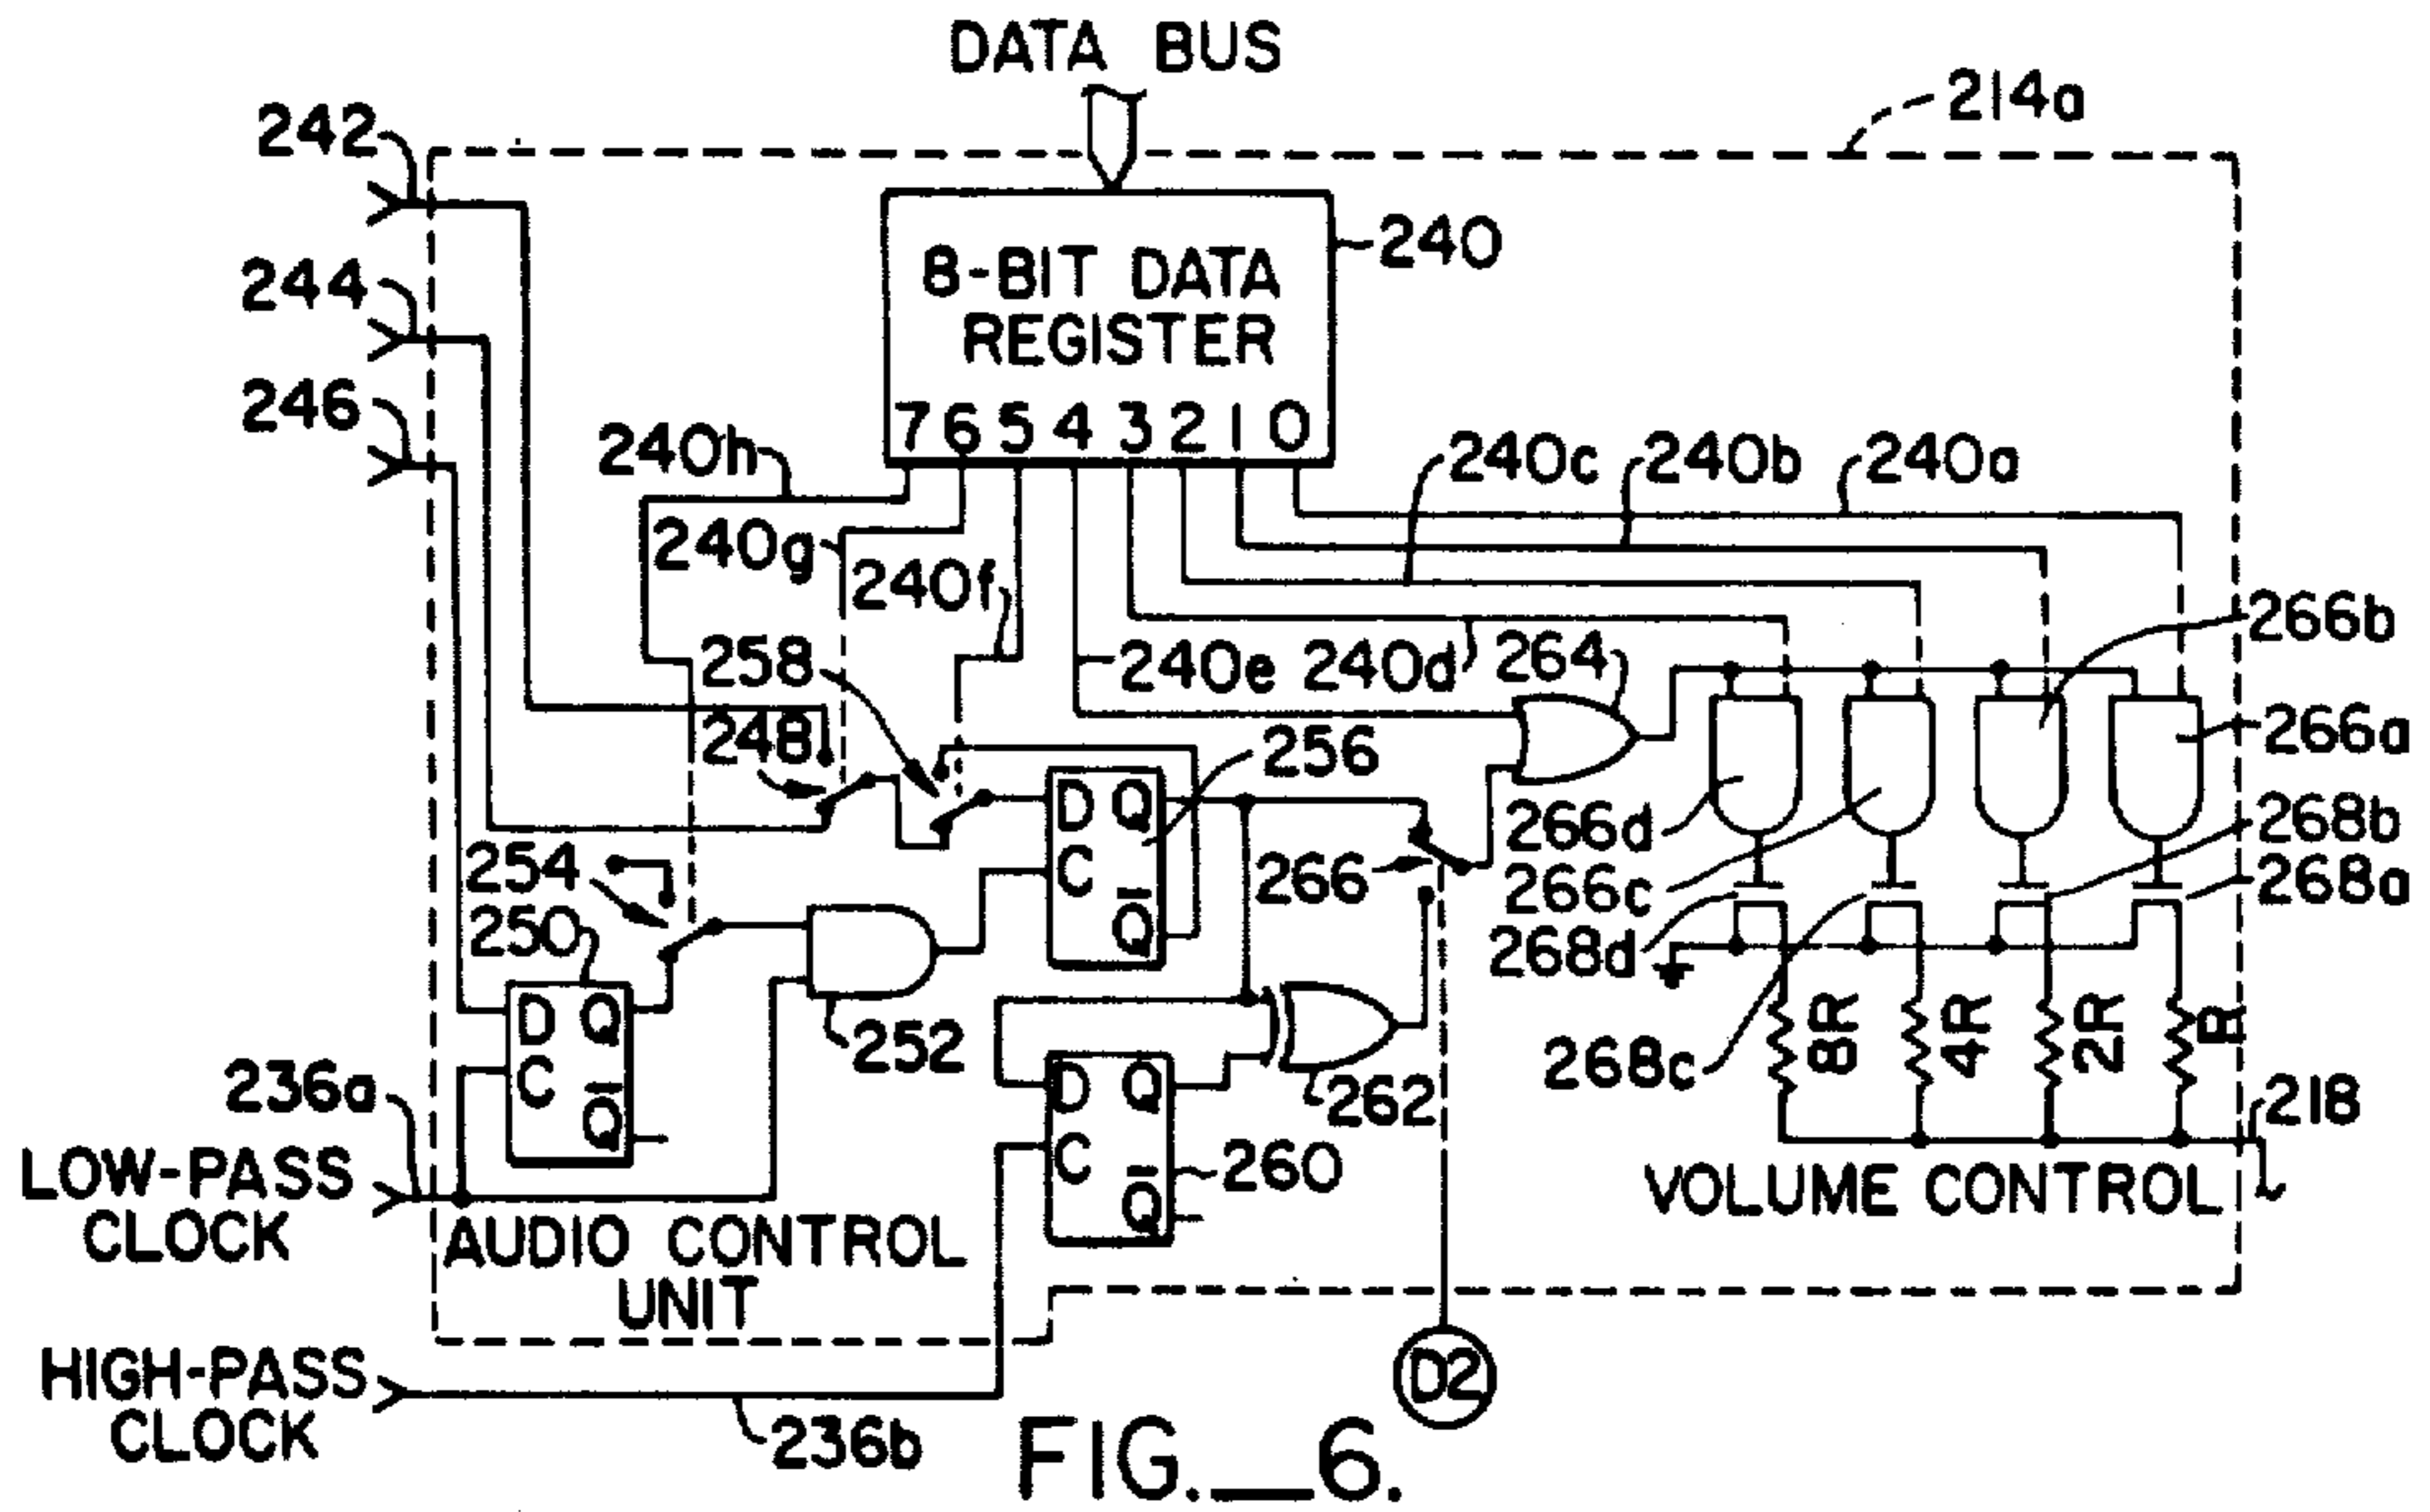 DATA BUS
214a
242
244
246
8-BIT DATA
REGISTER
240
7 6 5 4 3 2 1 0
240h
240g
240f
240c
240b
240a
240e
240d
264
258
248
256
266b
266a
D Q
C
Q̅
254
250
252
D Q
C
Q̅
266
266d
266c
268d
268b
268a
268c
262
D Q
C
Q̅
260
8R
4R
2R
R
218
VOLUME CONTROL
236a
LOW-PASS
CLOCK
AUDIO CONTROL
UNIT
HIGH-PASS
CLOCK
236b
D2
FIG. 6.